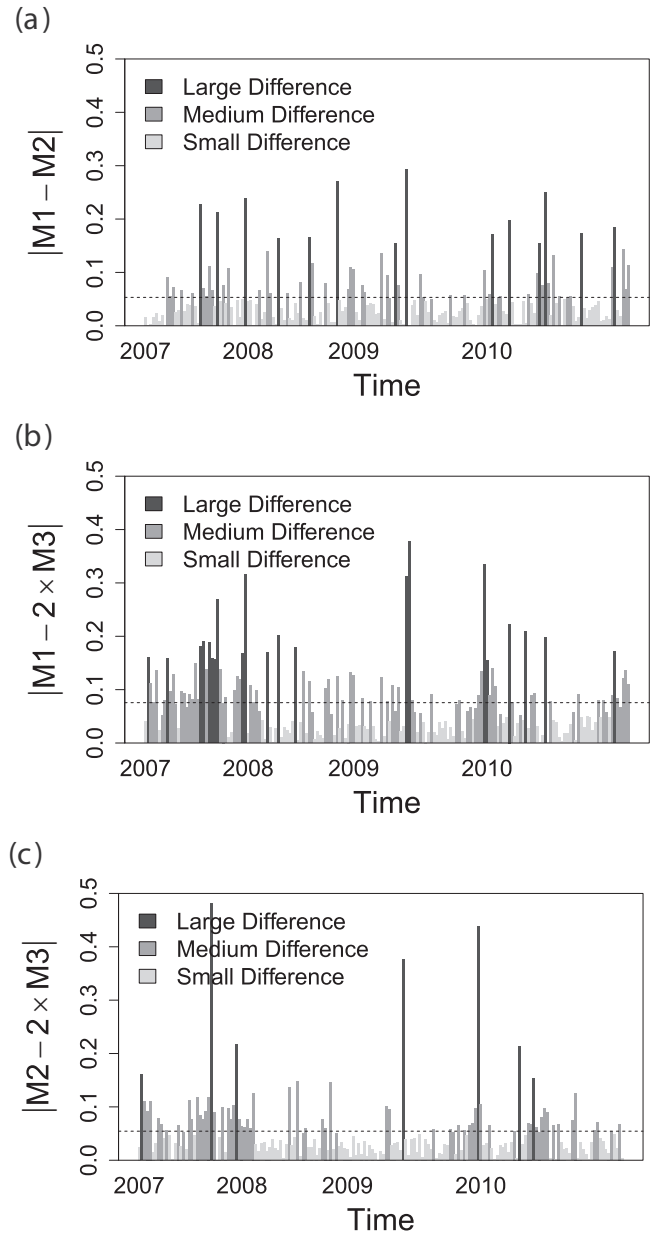 (a)
|M1 − M2|
0.5
0.4
0.3
0.2
0.1
0.0
Large Difference
Medium Difference
Small Difference
2007 2008 2009 2010
Time
(b)
|M1 − 2 × M3|
0.5
0.4
0.3
0.2
0.1
0.0
Large Difference
Medium Difference
Small Difference
2007 2008 2009 2010
Time
(c)
|M2 − 2 × M3|
0.5
0.4
0.3
0.2
0.1
0.0
Large Difference
Medium Difference
Small Difference
2007 2008 2009 2010
Time